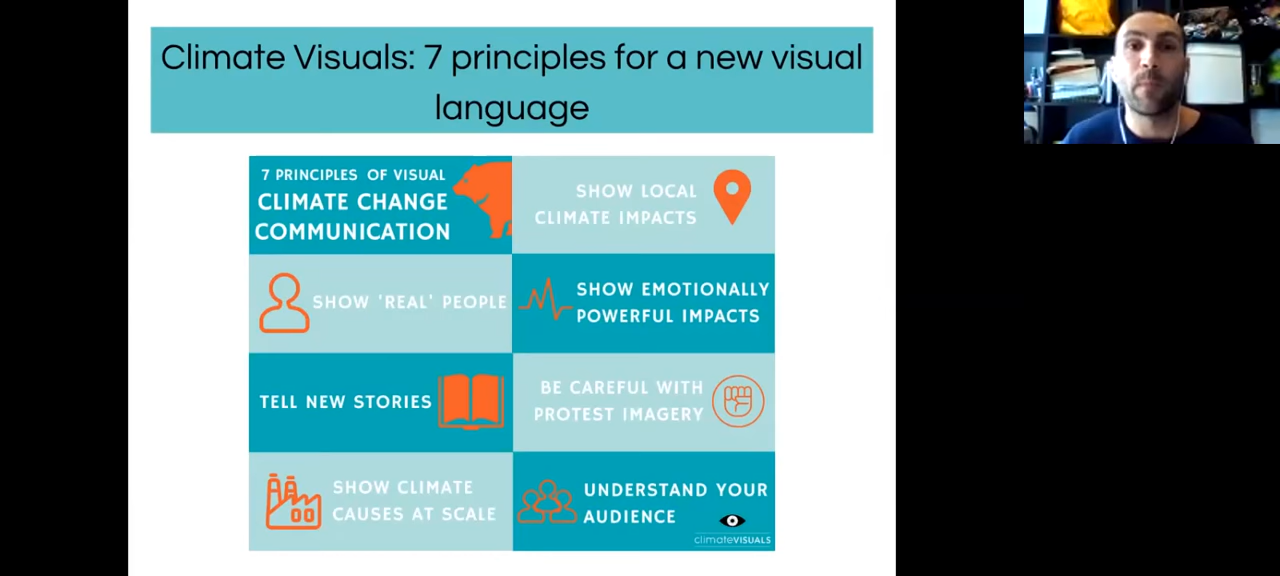 Climate Visuals: 7 principles for a new visual
language
7 PRINCIPLES OF VISUAL
CLIMATE CHANGE
COMMUNICATION
SHOW LOCAL
CLIMATE IMPACTS
SHOW 'REAL' PEOPLE
SHOW EMOTIONALLY
POWERFUL IMPACTS
TELL NEW STORIES
BE CAREFUL WITH
PROTEST IMAGERY
SHOW CLIMATE
CAUSES AT SCALE
UNDERSTAND YOUR
AUDIENCE
climateVISUALS